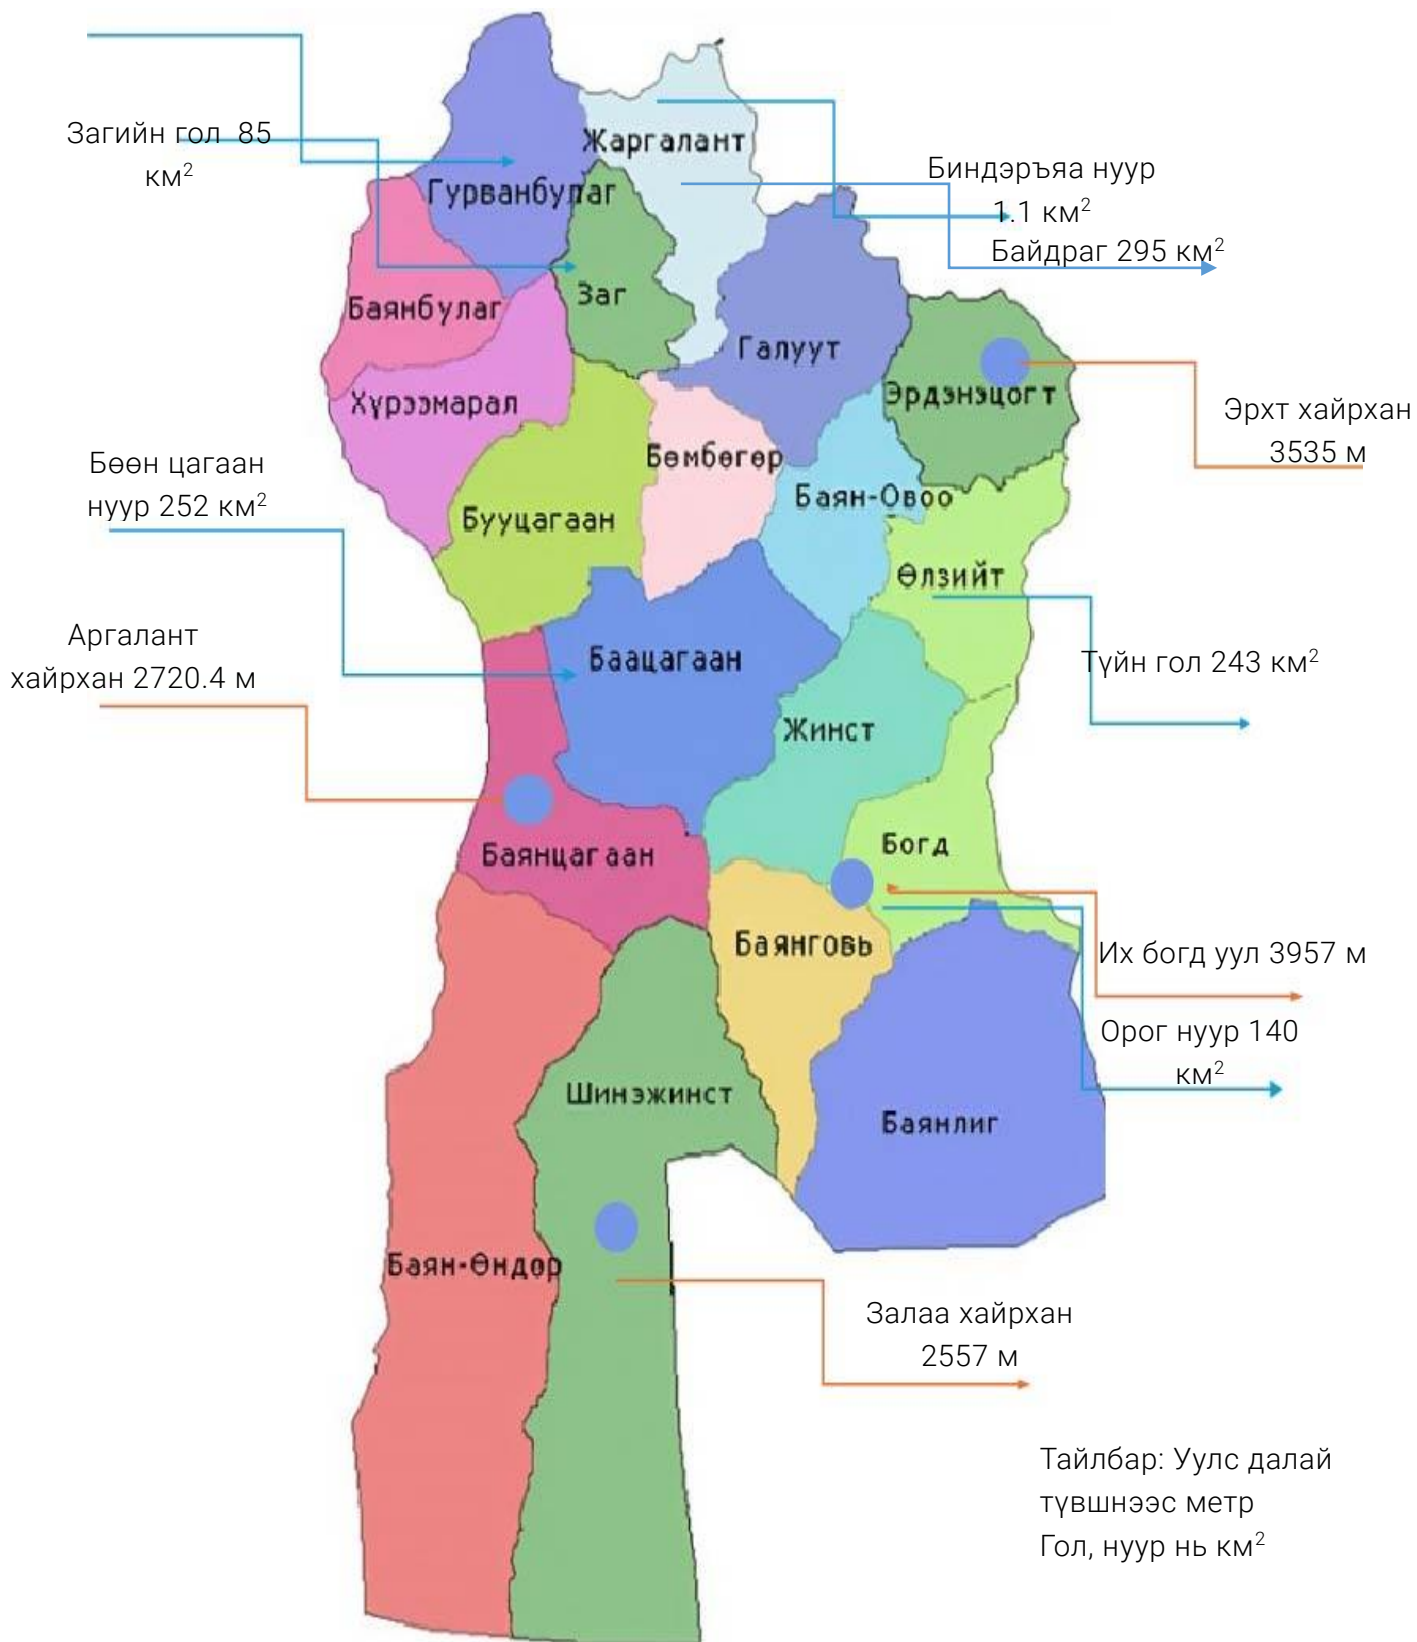 Загийн гол 85
км²
Жаргалант
Биндэръяа нуур
1.1 км²
Гурванбулаг
Байдраг 295 км²
Баянбулаг
Заг
Галуут
Эрдэнэцогт
Хүрээмарал
Эрхт хайрхан
3535 м
Бөөн цагаан
нуур 252 км²
Бөмбөгөр
Баян-Овоо
Бууцагаан
Өлзийт
Аргалант
хайрхан 2720.4 м
Баацагаан
Түйн гол 243 км²
Жинст
Баянцагаан
Богд
Баянговь
Их богд уул 3957 м
Орог нуур 140
км²
Шинэжинст
Баянлиг
Баян-Өндөр
Залаа хайрхан
2557 м
Тайлбар: Уулс далай
түвшнээс метр
Гол, нуур нь км²